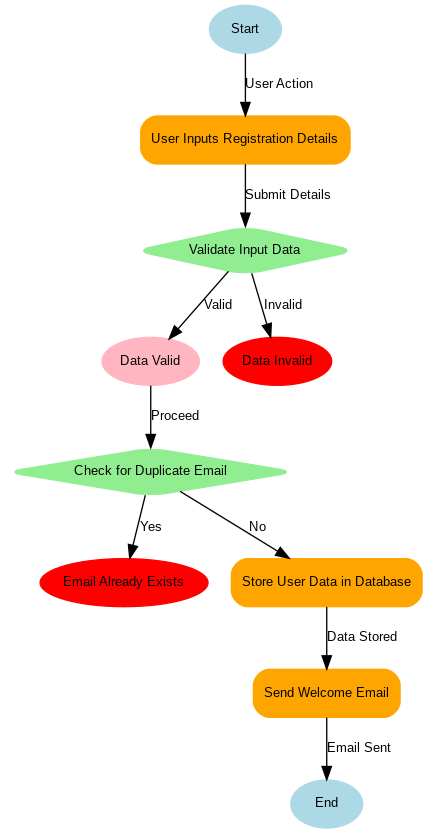 Start
User Action
User Inputs Registration Details
Submit Details
Validate Input Data
Valid
Invalid
Data Valid
Data Invalid
Proceed
Check for Duplicate Email
Yes
No
Email Already Exists
Store User Data in Database
Data Stored
Send Welcome Email
Email Sent
End